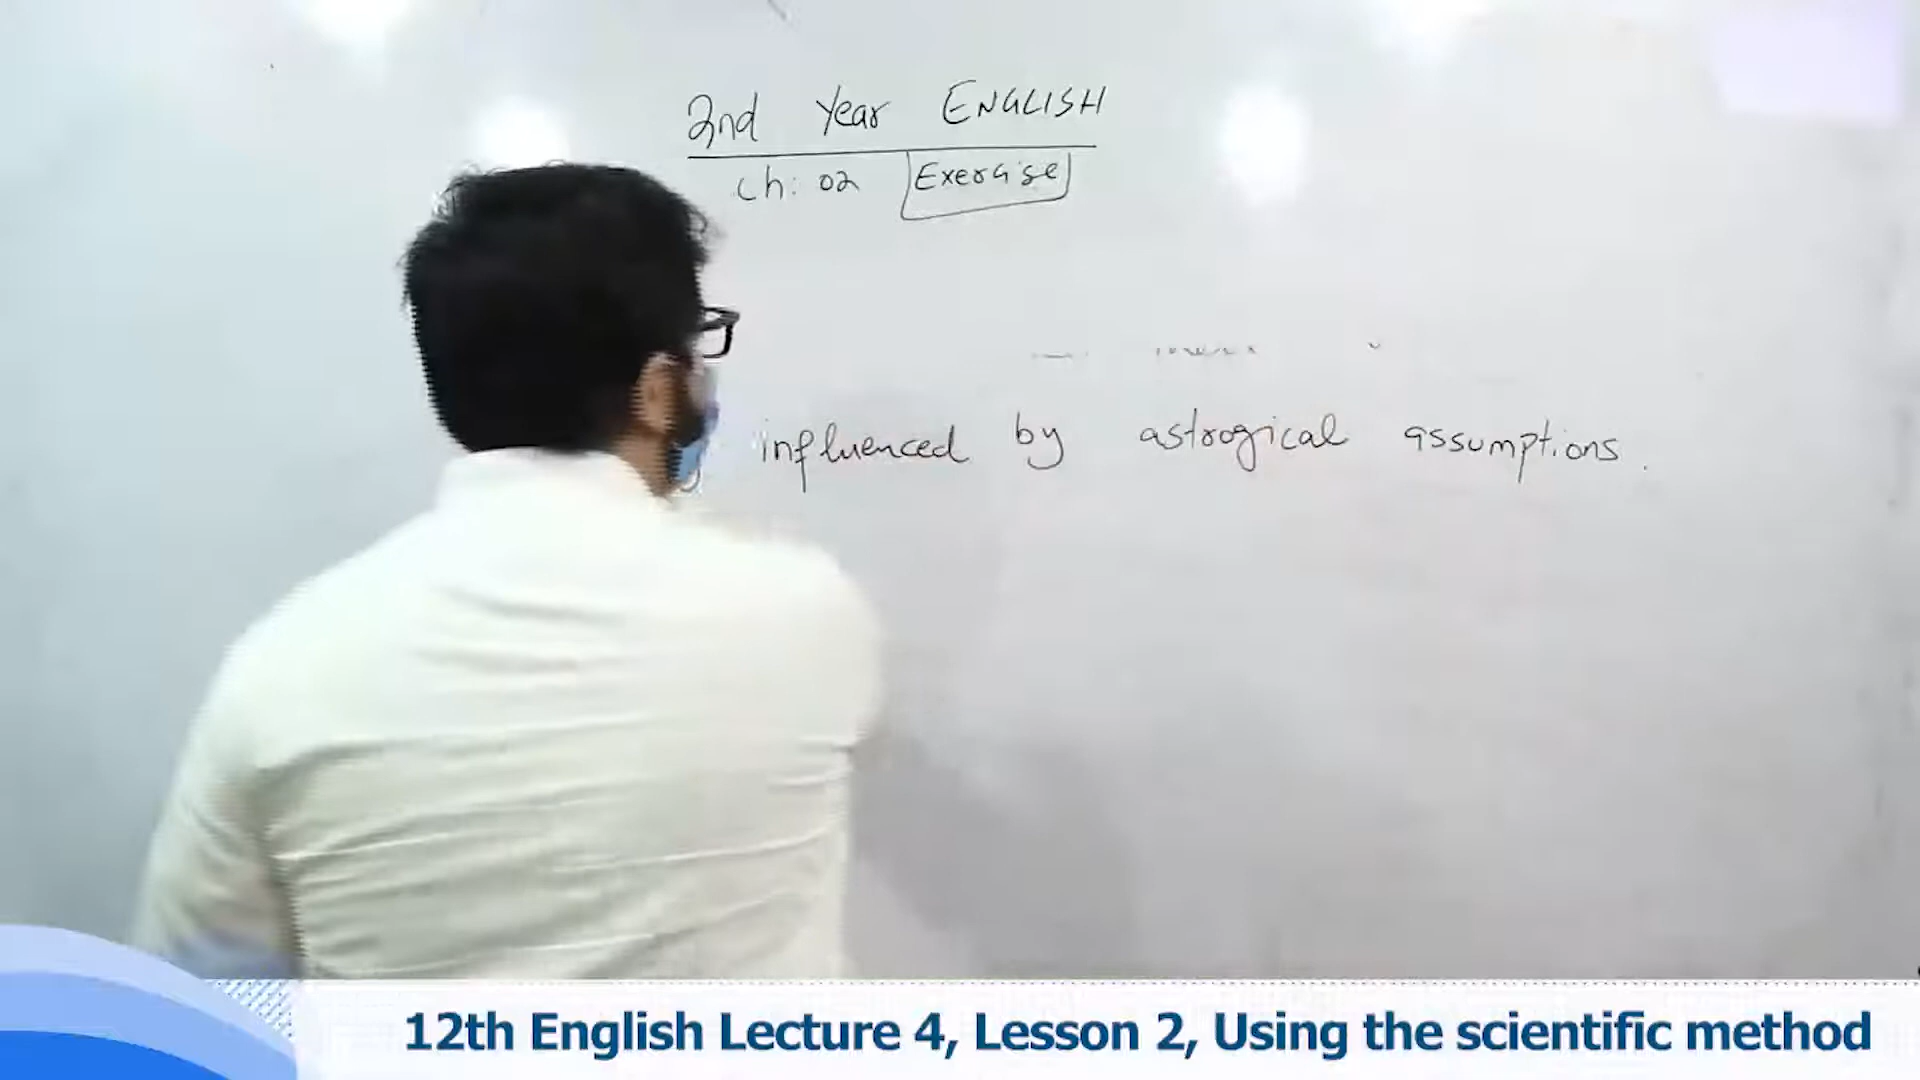 2nd Year ENGLISH
Ch: 02 Exercise
influenced by astrogical assumptions.
12th English Lecture 4, Lesson 2, Using the scientific method